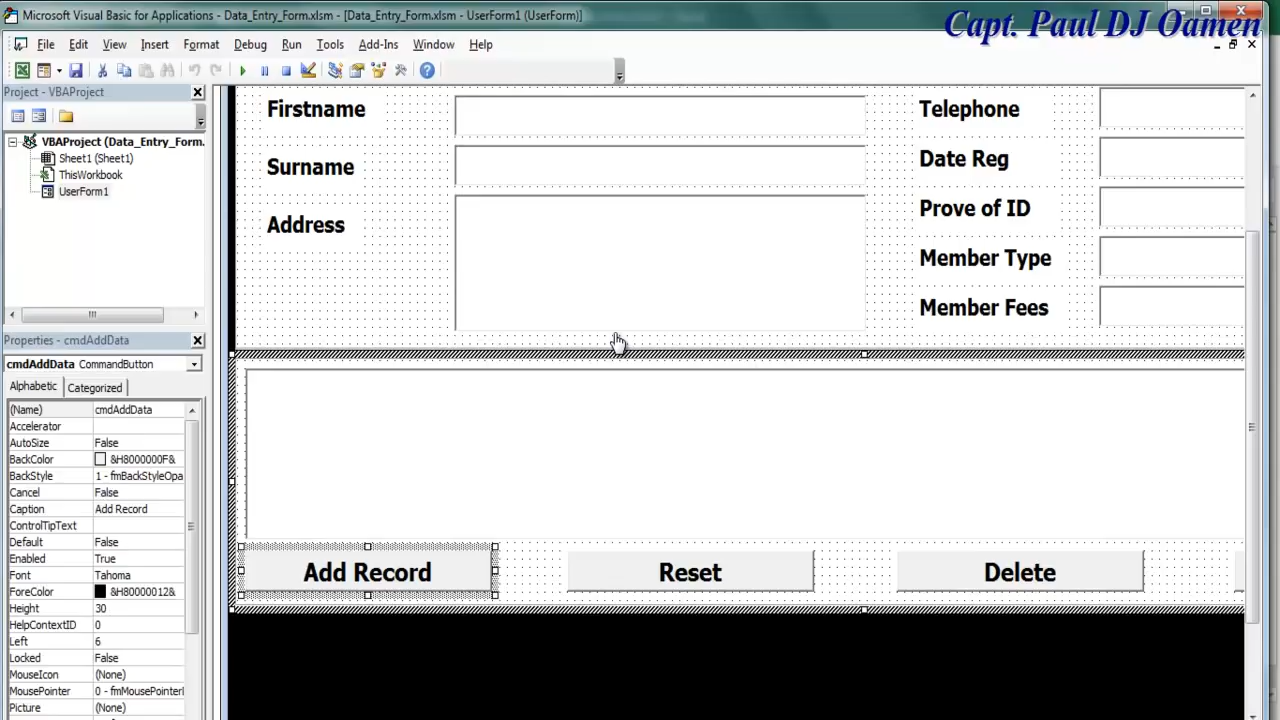 Microsoft Visual Basic for Applications - Data_Entry_Form.xlsm - [Data_Entry_Form.xlsm - UserForm1 (UserForm)]
Capt. Paul DJ Oamen
File Edit View Insert Format Debug Run Tools Add-Ins Window Help
Project - VBAProject
VBAProject (Data_Entry_Form.
Sheet1 (Sheet1)
ThisWorkbook
UserForm1
Firstname
Surname
Address
Telephone
Date Reg
Prove of ID
Member Type
Member Fees
Add Record
Reset
Delete
Properties - cmdAddData
cmdAddData CommandButton
Alphabetic Categorized
(Name) cmdAddData
Accelerator
AutoSize False
BackColor &H8000000F&
BackStyle 1 - fmBackStyleOpa
Cancel False
Caption Add Record
ControlTipText
Default False
Enabled True
Font Tahoma
ForeColor &H80000012&
Height 30
HelpContextID 0
Left 6
Locked False
MouseIcon (None)
MousePointer 0 - fmMousePointerI
Picture (None)